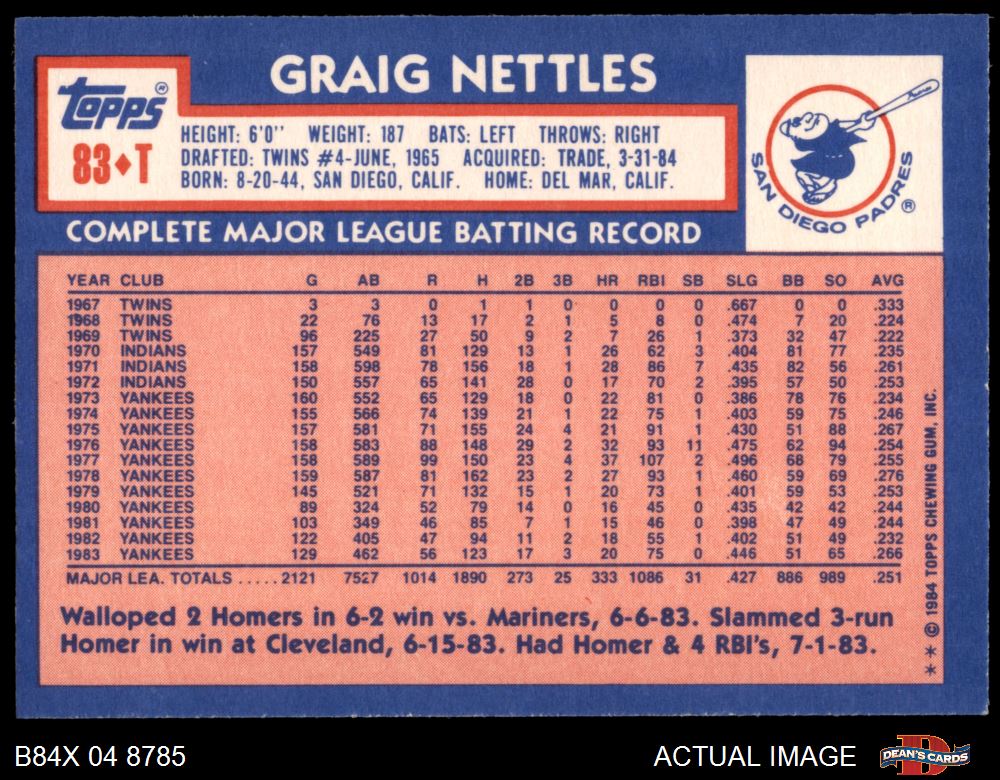 GRAIG NETTLES
Topps®
83♦T
HEIGHT: 6'0" WEIGHT: 187 BATS: LEFT THROWS: RIGHT
DRAFTED: TWINS #4-JUNE, 1965 ACQUIRED: TRADE, 3-31-84
BORN: 8-20-44, SAN DIEGO, CALIF. HOME: DEL MAR, CALIF.
Padres
SAN DIEGO PADRES®
COMPLETE MAJOR LEAGUE BATTING RECORD
YEAR CLUB G AB R H 2B 3B HR RBI SB SLG BB SO AVG
1967 TWINS 3 3 0 1 1 0 0 0 0 .667 0 0 .333
1968 TWINS 22 76 13 17 2 1 5 8 0 .474 7 20 .224
1969 TWINS 96 225 27 50 9 2 7 26 1 .373 32 47 .222
1970 INDIANS 157 549 81 129 13 1 26 62 3 .404 81 77 .235
1971 INDIANS 158 598 78 156 18 1 28 86 7 .435 82 56 .261
1972 INDIANS 150 557 65 141 28 0 17 70 2 .395 57 50 .253
1973 YANKEES 160 552 65 129 18 0 22 81 0 .386 78 76 .234
1974 YANKEES 155 566 74 139 21 1 22 75 1 .403 59 75 .246
1975 YANKEES 157 581 71 155 24 4 21 91 1 .430 51 88 .267
1976 YANKEES 158 583 88 148 29 2 32 93 11 .475 62 94 .254
1977 YANKEES 158 589 99 150 23 4 37 107 2 .496 68 79 .255
1978 YANKEES 159 587 81 162 23 2 27 93 1 .460 59 69 .276
1979 YANKEES 145 521 71 132 15 1 20 73 1 .401 59 53 .253
1980 YANKEES 89 324 52 79 14 0 16 45 0 .435 42 42 .244
1981 YANKEES 103 349 46 85 7 1 15 46 0 .398 47 49 .244
1982 YANKEES 122 405 47 94 11 2 18 55 1 .402 51 49 .232
1983 YANKEES 129 462 56 123 17 3 20 75 0 .446 51 65 .266
MAJOR LEA. TOTALS ..... 2121 7527 1014 1890 273 25 333 1086 31 .427 886 989 .251
Walloped 2 Homers in 6-2 win vs. Mariners, 6-6-83. Slammed 3-run
Homer in win at Cleveland, 6-15-83. Had Homer & 4 RBI's, 7-1-83.
** © 1984 TOPPS CHEWING GUM, INC.
B84X 04 8785
ACTUAL IMAGE
DEAN'S CARDS